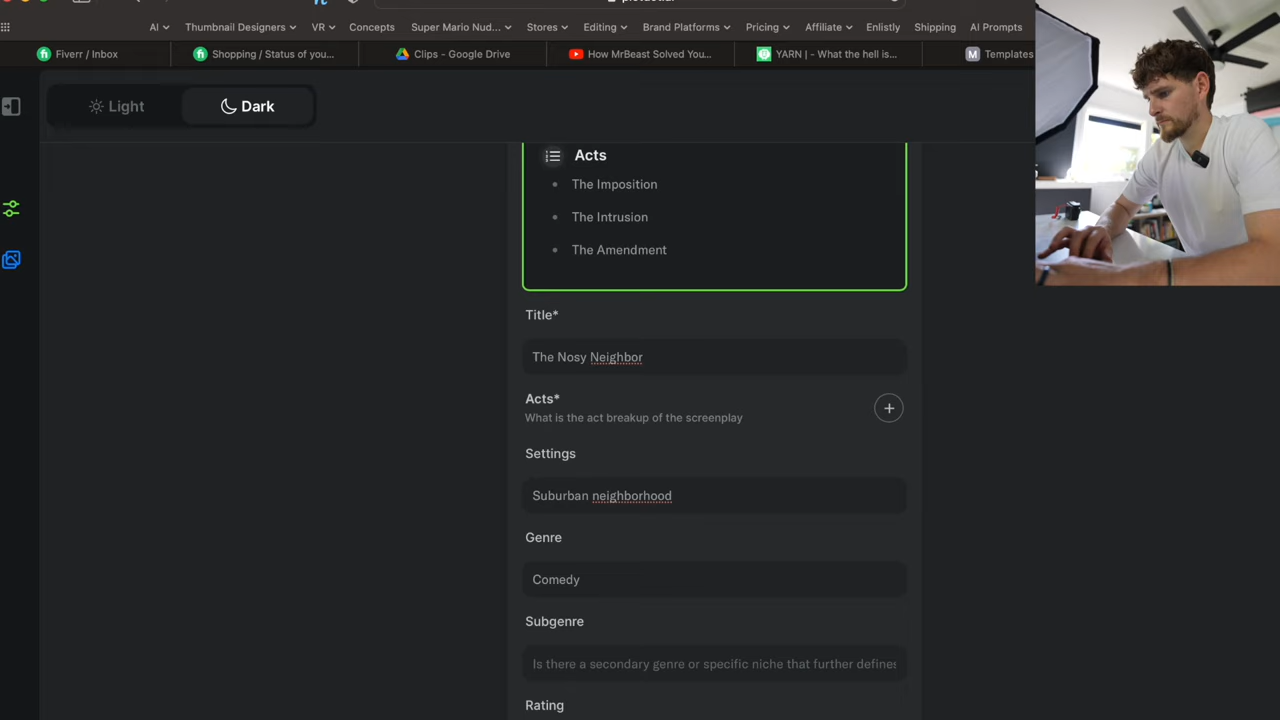 AI Thumbnail Designers VR Concepts Super Mario Nud... Stores Editing Brand Platforms Pricing Affiliate Enlistly Shipping AI Prompts
Fiverr / Inbox Shopping / Status of you... Clips - Google Drive How MrBeast Solved You... YARN | - What the hell is... M Templates
Light Dark
Acts
The Imposition
The Intrusion
The Amendment
Title*
The Nosy Neighbor
Acts*
What is the act breakup of the screenplay
Settings
Suburban neighborhood
Genre
Comedy
Subgenre
Is there a secondary genre or specific niche that further defines
Rating